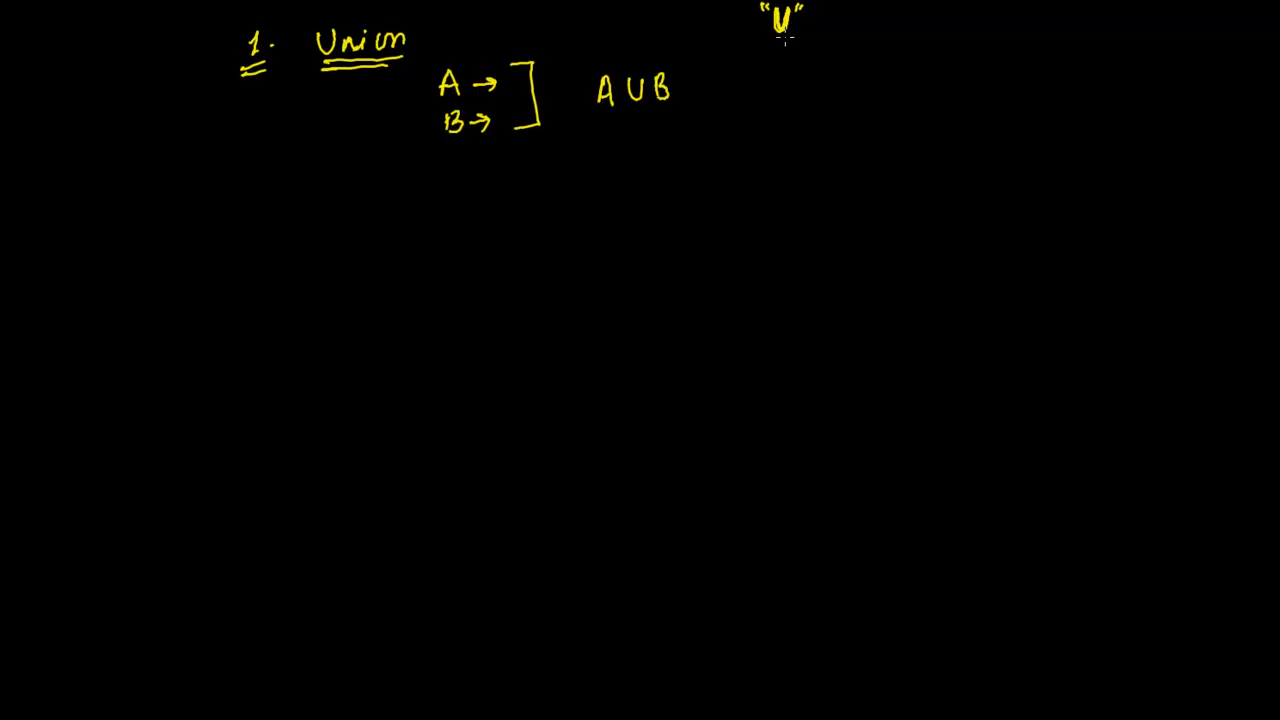 "U"
1. Union
A → ] A U B
B →